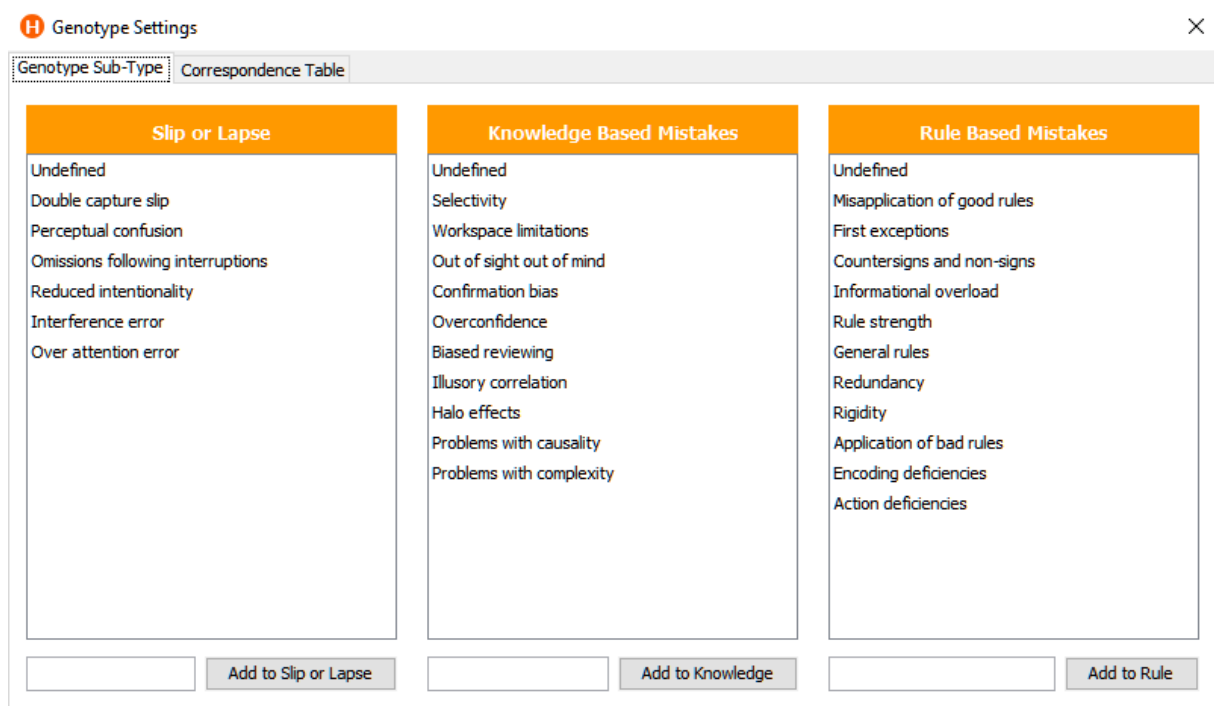 H Genotype Settings
Genotype Sub-Type Correspondence Table
Slip or Lapse
Undefined
Double capture slip
Perceptual confusion
Omissions following interruptions
Reduced intentionality
Interference error
Over attention error
Add to Slip or Lapse
Knowledge Based Mistakes
Undefined
Selectivity
Workspace limitations
Out of sight out of mind
Confirmation bias
Overconfidence
Biased reviewing
Illusory correlation
Halo effects
Problems with causality
Problems with complexity
Add to Knowledge
Rule Based Mistakes
Undefined
Misapplication of good rules
First exceptions
Countersigns and non-signs
Informational overload
Rule strength
General rules
Redundancy
Rigidity
Application of bad rules
Encoding deficiencies
Action deficiencies
Add to Rule